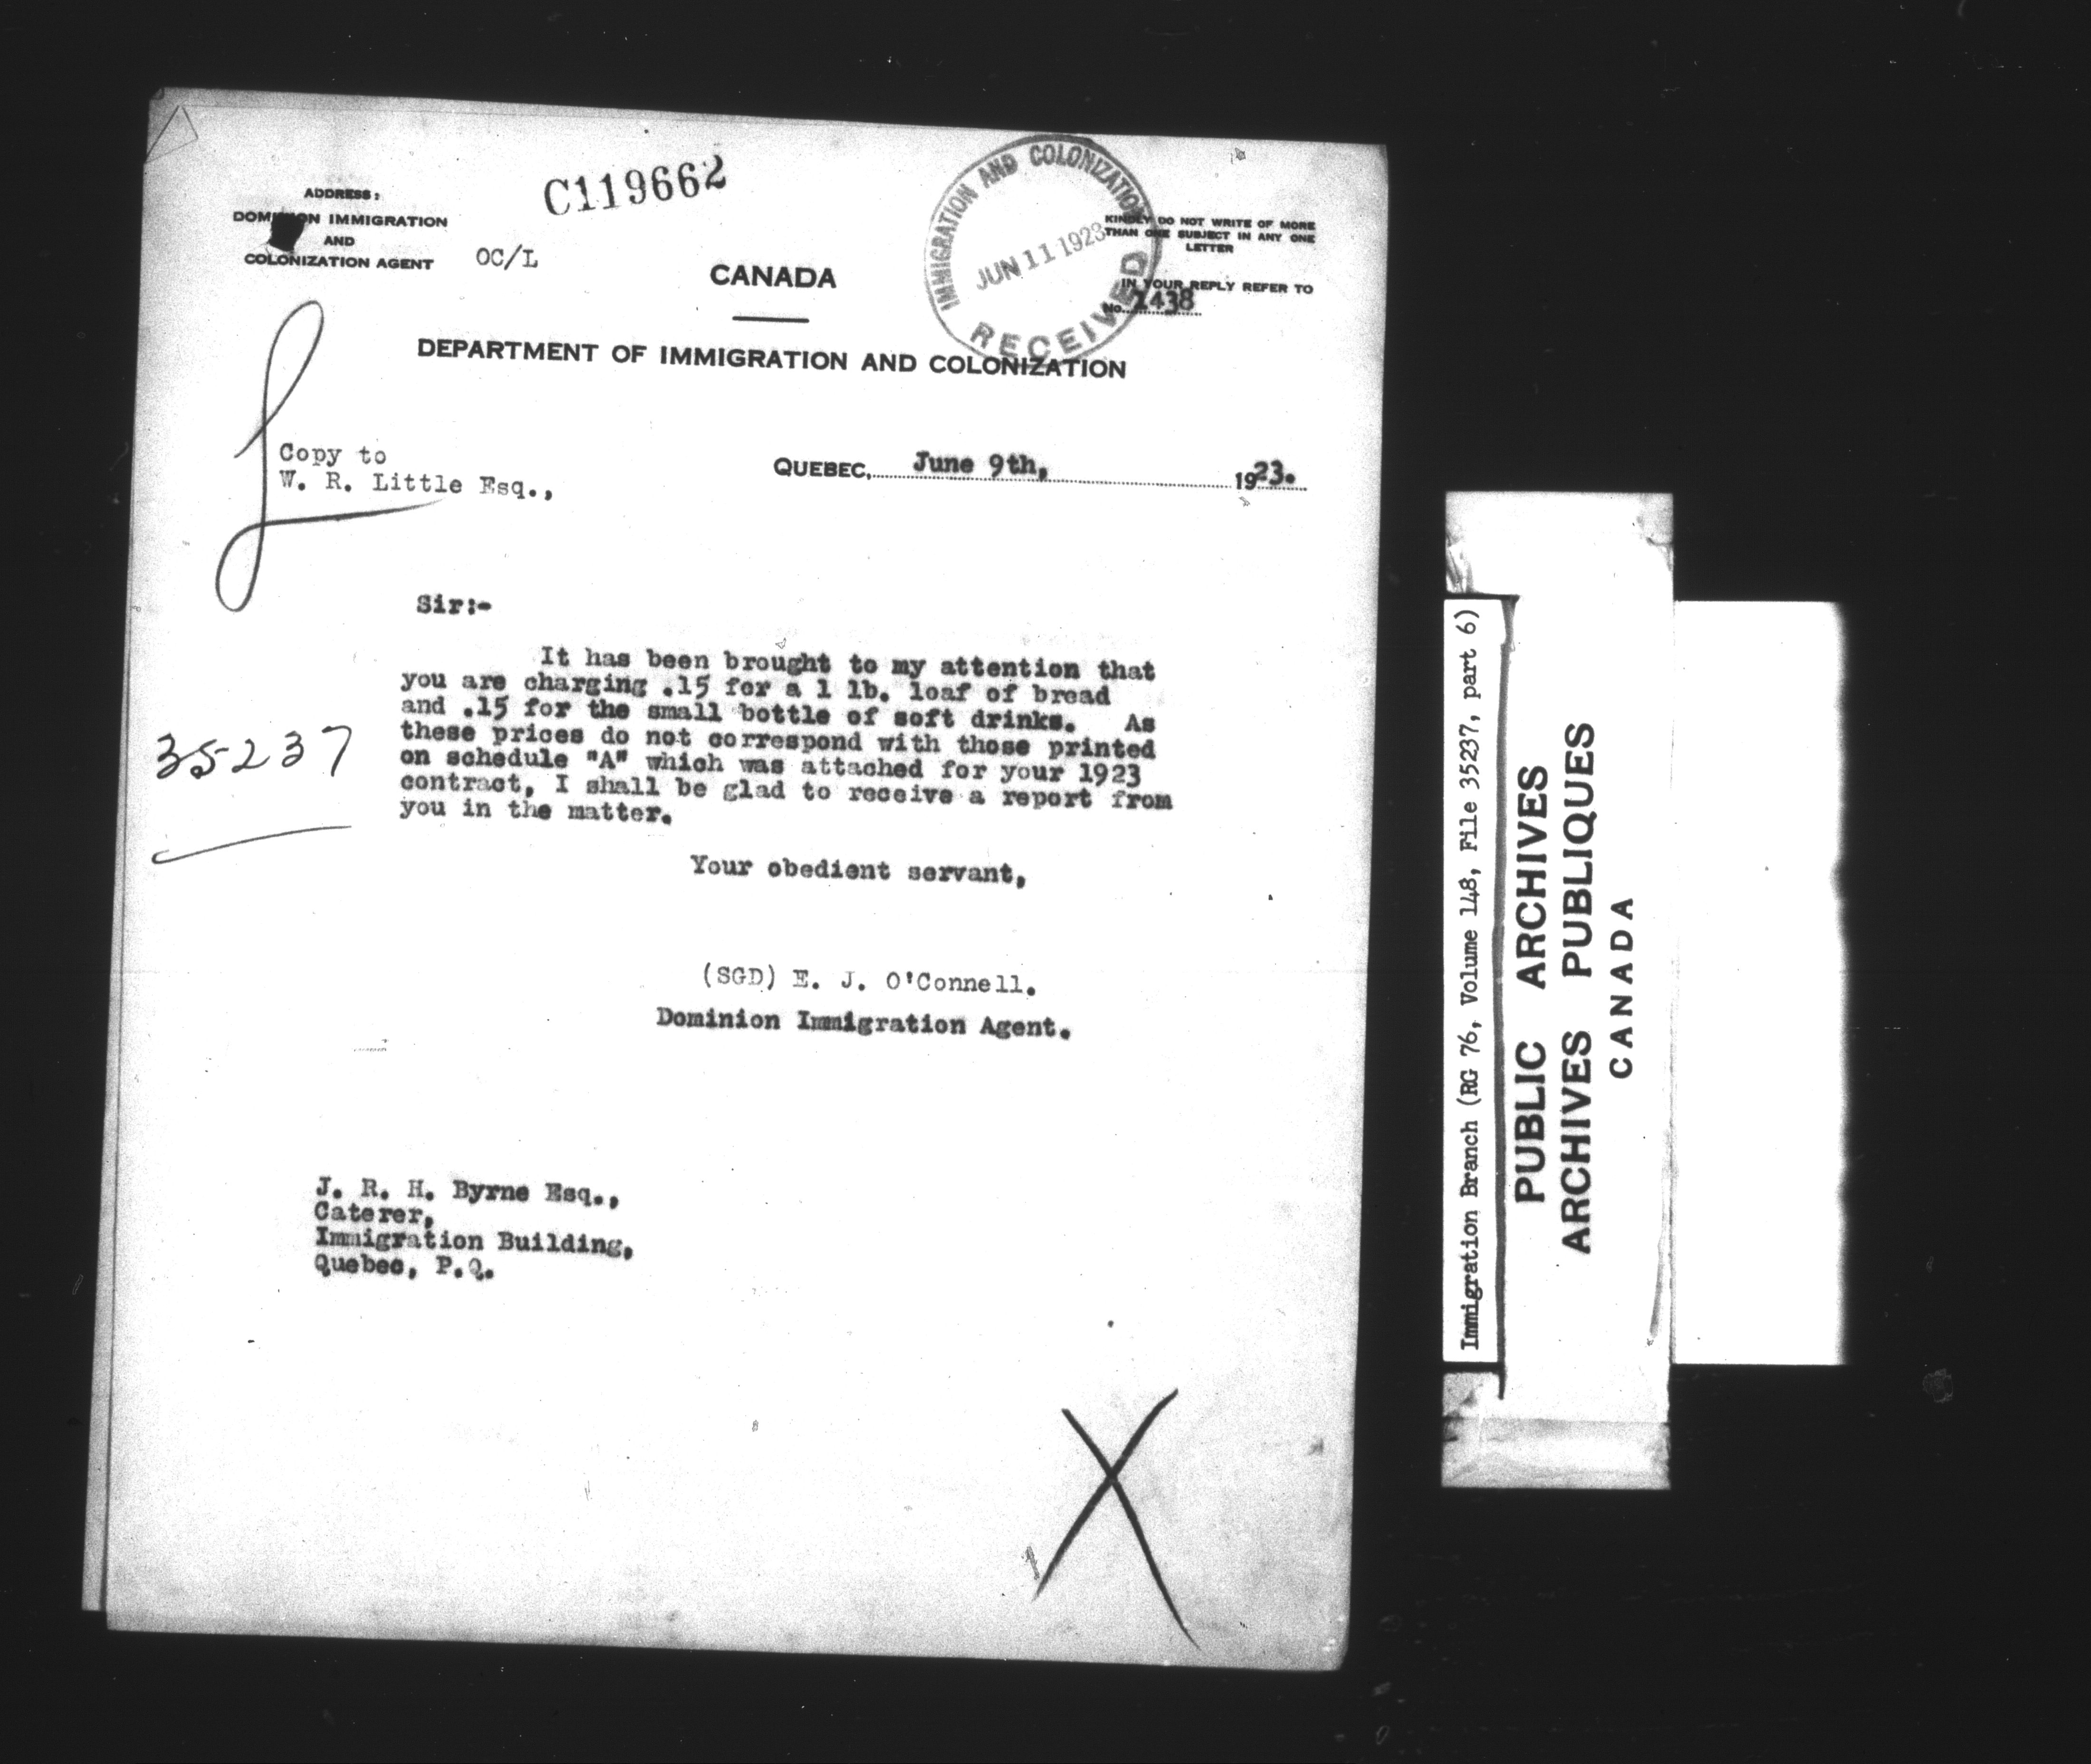 C119662
ADDRESS:
DOMINION IMMIGRATION
AND
COLONIZATION AGENT
OC/L
CANADA
IMMIGRATION AND COLONIZATION
JUN 11 1923
RECEIVED
KINDLY DO NOT WRITE OF MORE
THAN ONE SUBJECT IN ANY ONE
LETTER
IN YOUR REPLY REFER TO
No. 1438
DEPARTMENT OF IMMIGRATION AND COLONIZATION
Copy to
W. R. Little Esq.,
QUEBEC, June 9th, 1923.
Sir:-
It has been brought to my attention that
you are charging .15 for a 1 lb. loaf of bread
and .15 for the small bottle of soft drinks. As
these prices do not correspond with those printed
on schedule "A" which was attached for your 1923
contract, I shall be glad to receive a report from
you in the matter.
35237
Your obedient servant,
(SGD) E. J. O'Connell.
Dominion Immigration Agent.
J. R. H. Byrne Esq.,
Caterer,
Immigration Building,
Quebec, P.Q.
Immigration Branch (RG 76, Volume 148, File 35237, part 6)
PUBLIC ARCHIVES
ARCHIVES PUBLIQUES
CANADA